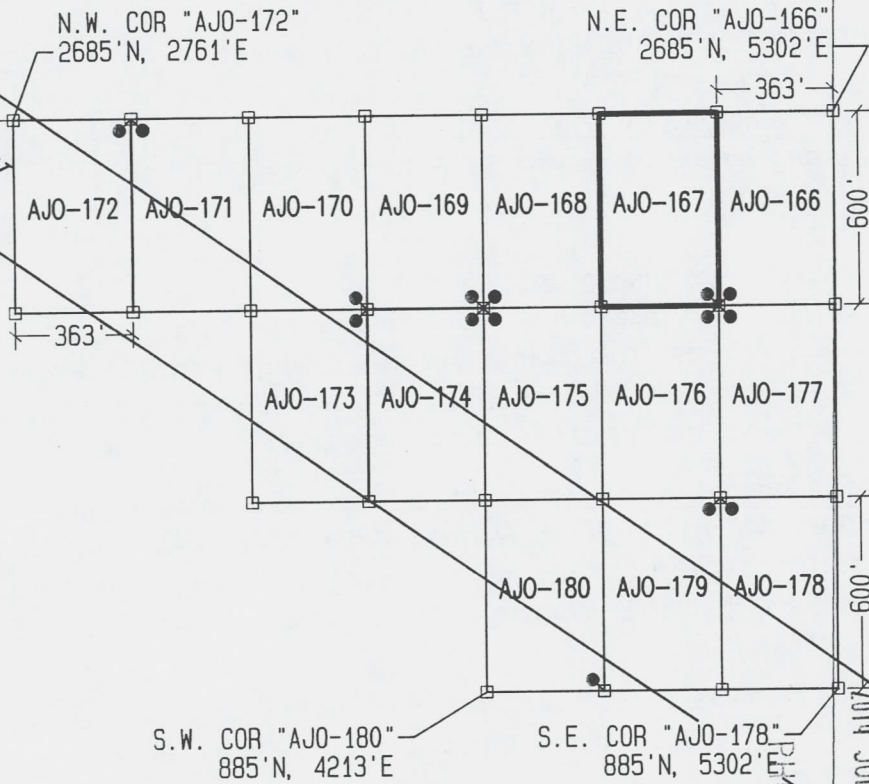 N.W. COR "AJO-172"
2685'N, 2761'E
N.E. COR "AJO-166"
2685'N, 5302'E
363'
AJO-172
AJO-171
AJO-170
AJO-169
AJO-168
AJO-167
AJO-166
600'
363'
AJO-173
AJO-174
AJO-175
AJO-176
AJO-177
AJO-180
AJO-179
AJO-178
600'
S.W. COR "AJO-180"
885'N, 4213'E
S.E. COR "AJO-178"
885'N, 5302'E
2014